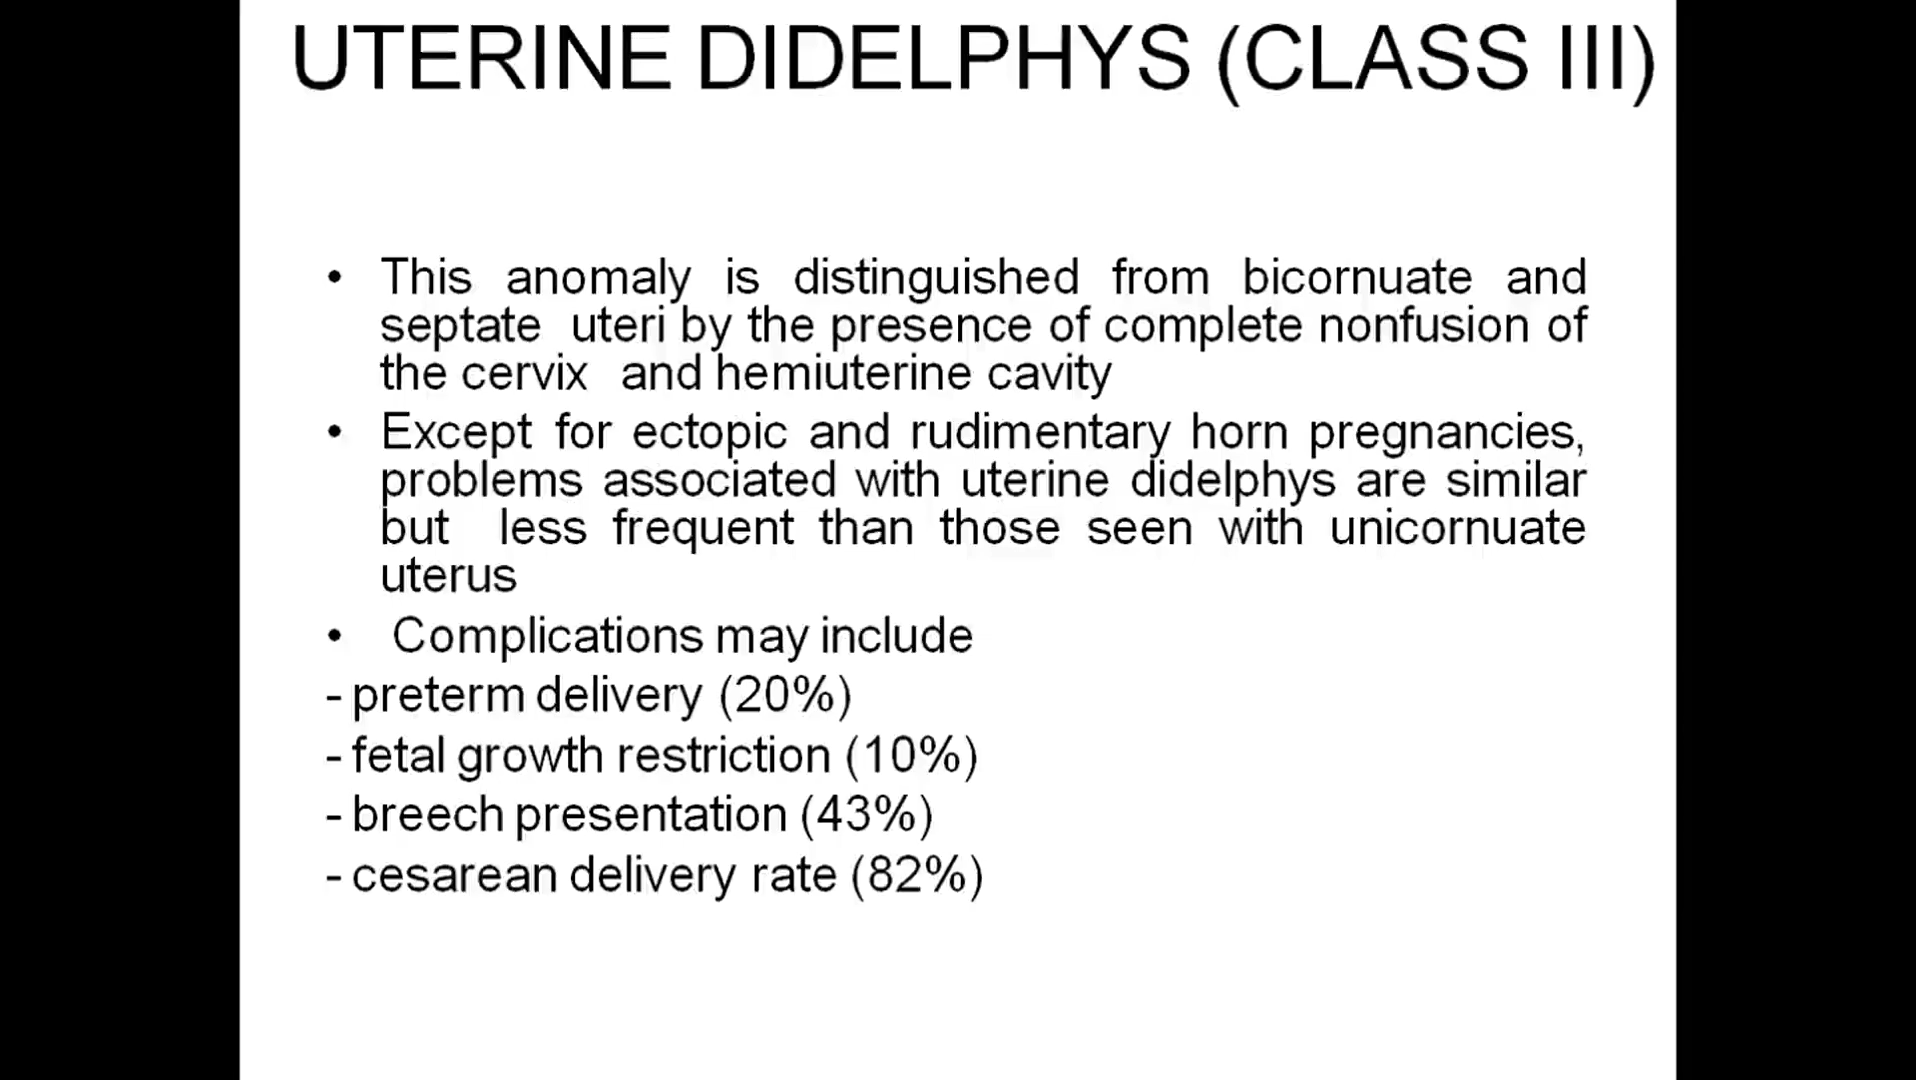 UTERINE DIDELPHYS (CLASS III)
• This anomaly is distinguished from bicornuate and
septate uteri by the presence of complete nonfusion of
the cervix and hemiuterine cavity
• Except for ectopic and rudimentary horn pregnancies,
problems associated with uterine didelphys are similar
but less frequent than those seen with unicornuate
uterus
• Complications may include
- preterm delivery (20%)
- fetal growth restriction (10%)
- breech presentation (43%)
- cesarean delivery rate (82%)